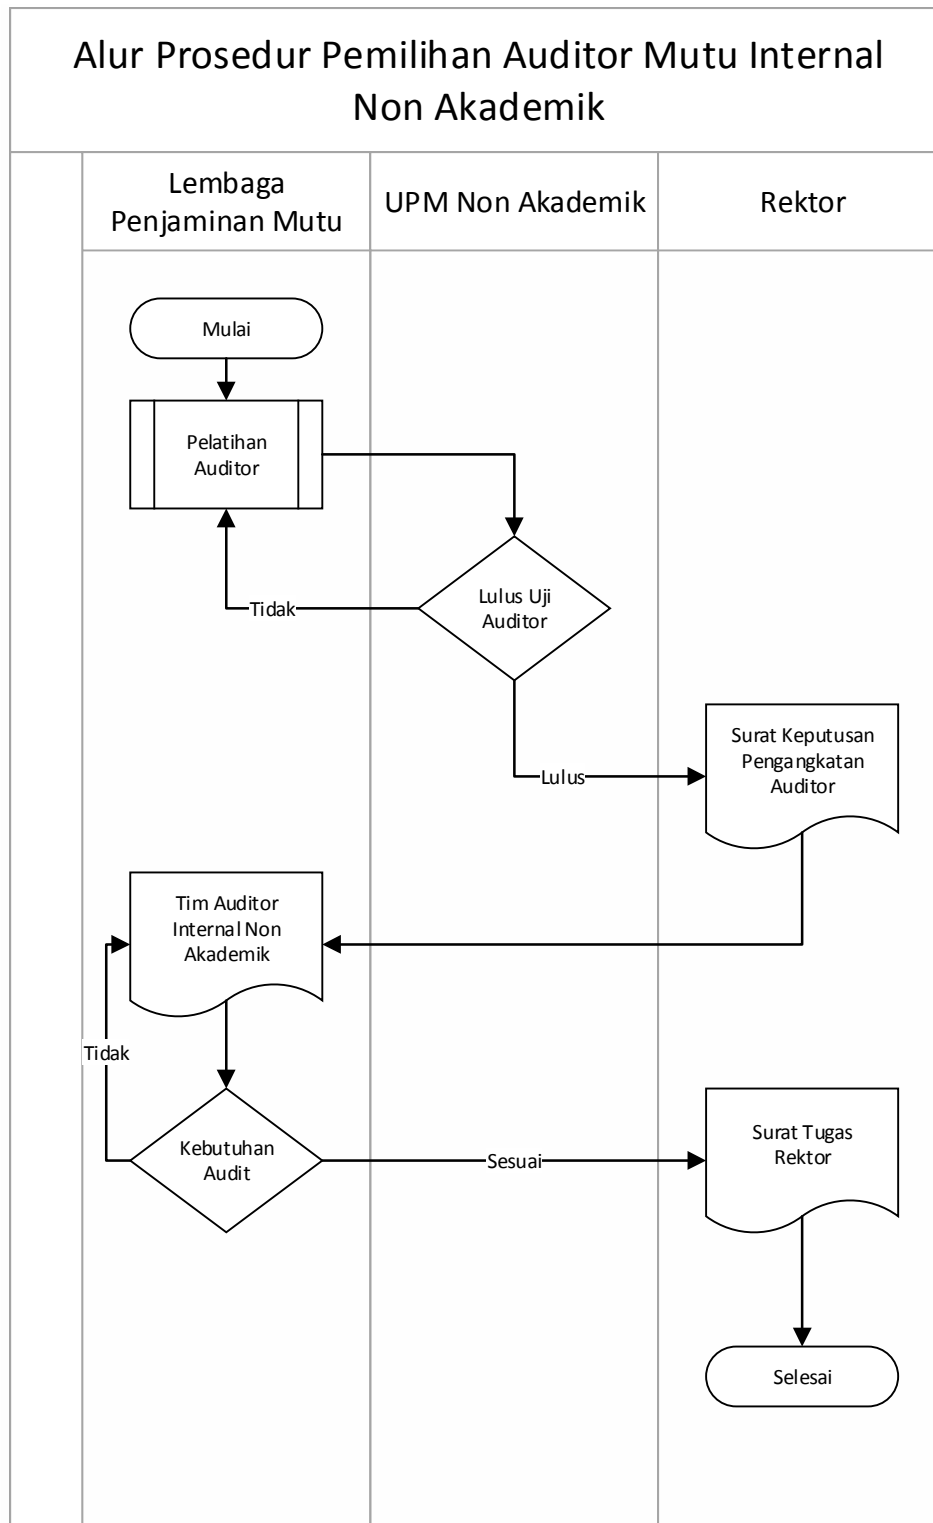 Alur Prosedur Pemilihan Auditor Mutu Internal
Non Akademik
Lembaga
Penjaminan Mutu
UPM Non Akademik
Rektor
Mulai
Pelatihan
Auditor
Lulus Uji
Auditor
Tidak
Lulus
Surat Keputusan
Pengangkatan
Auditor
Tim Auditor
Internal Non
Akademik
Tidak
Kebutuhan
Audit
Sesuai
Surat Tugas
Rektor
Selesai